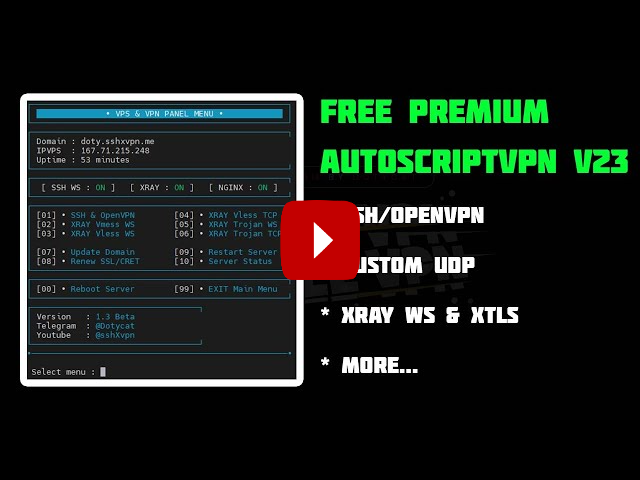 • VPS & VPN PANEL MENU •
Domain : doty.sshxvpn.me
IPVPS : 167.71.215.248
Uptime : 53 minutes
[ SSH WS : ON ] [ XRAY : ON ] [ NGINX : ON ]
[01] • SSH & OpenVPN [04] • XRAY Vless TCP
[02] • XRAY Vmess WS [05] • XRAY Trojan WS
[03] • XRAY Vless WS [06] • XRAY Trojan TCP
[07] • Update Domain [09] • Restart Server
[08] • Renew SSL/CRET [10] • Server Status
[00] • Reboot Server [99] • EXIT Main Menu
Version : 1.3 Beta
Telegram : @Dotycat
Youtube : @sshXvpn
Select menu :
FREE PREMIUM
AUTOSCRIPTVPN V23
SH/OPENVPN
USTOM UDP
* XRAY WS & XTLS
* MORE...